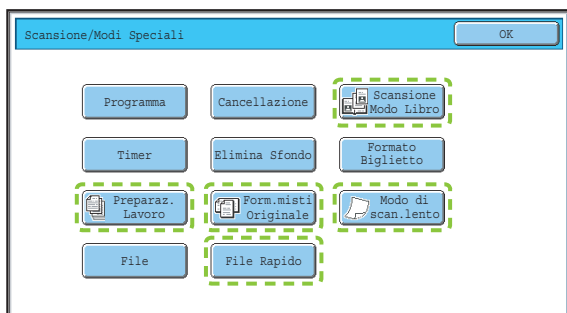 Scansione/Modi Speciali OK
Programma Cancellazione Scansione
Modo Libro
Timer Elimina Sfondo Formato
Biglietto
Preparaz.
Lavoro
Form.misti
Originale
Modo di
scan.lento
File File Rapido